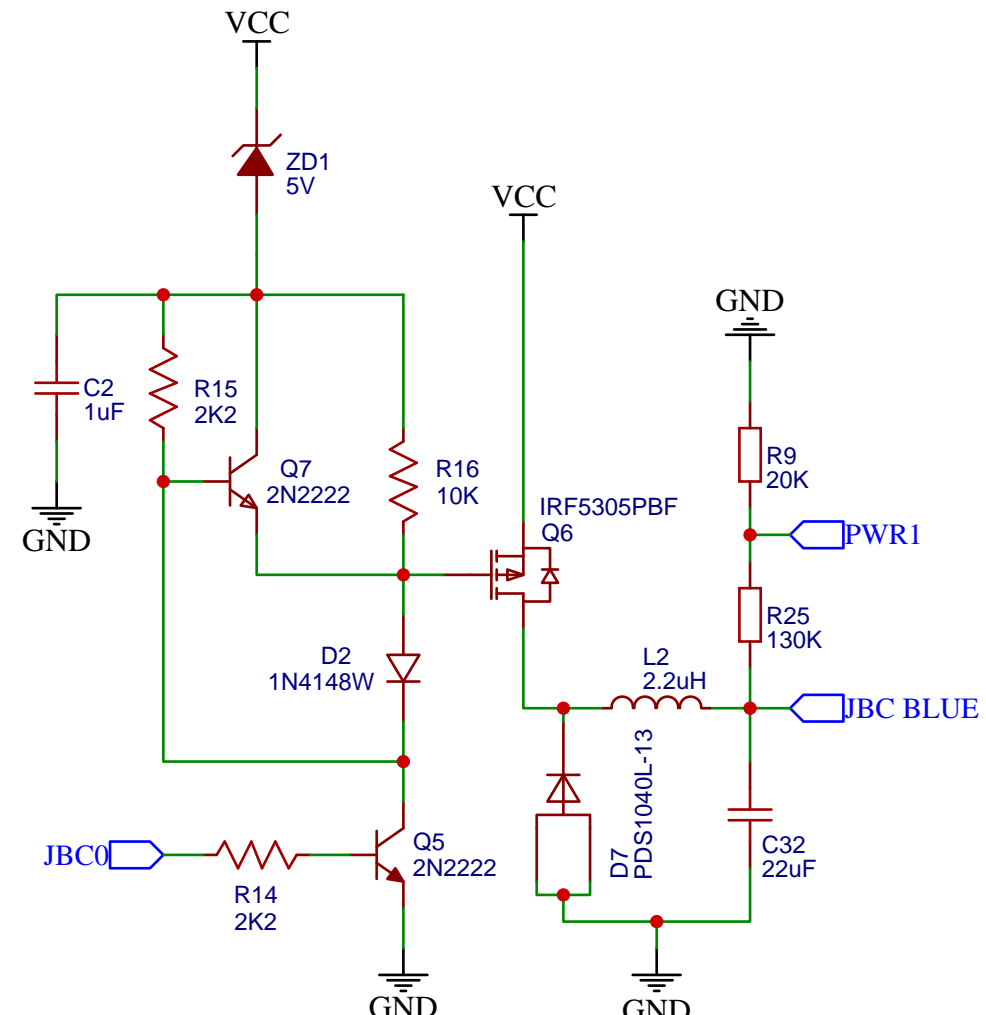 VCC
ZD1
5V
VCC
GND
C2
1uF
R15
2K2
Q7
2N2222
R16
10K
R9
20K
IRF5305PBF
Q6
GND
PWR1
R25
130K
D2
1N4148W
L2
2.2uH
JBC BLUE
D7
PDS1040L-13
JBC0
Q5
2N2222
C32
22uF
R14
2K2
GND
GND